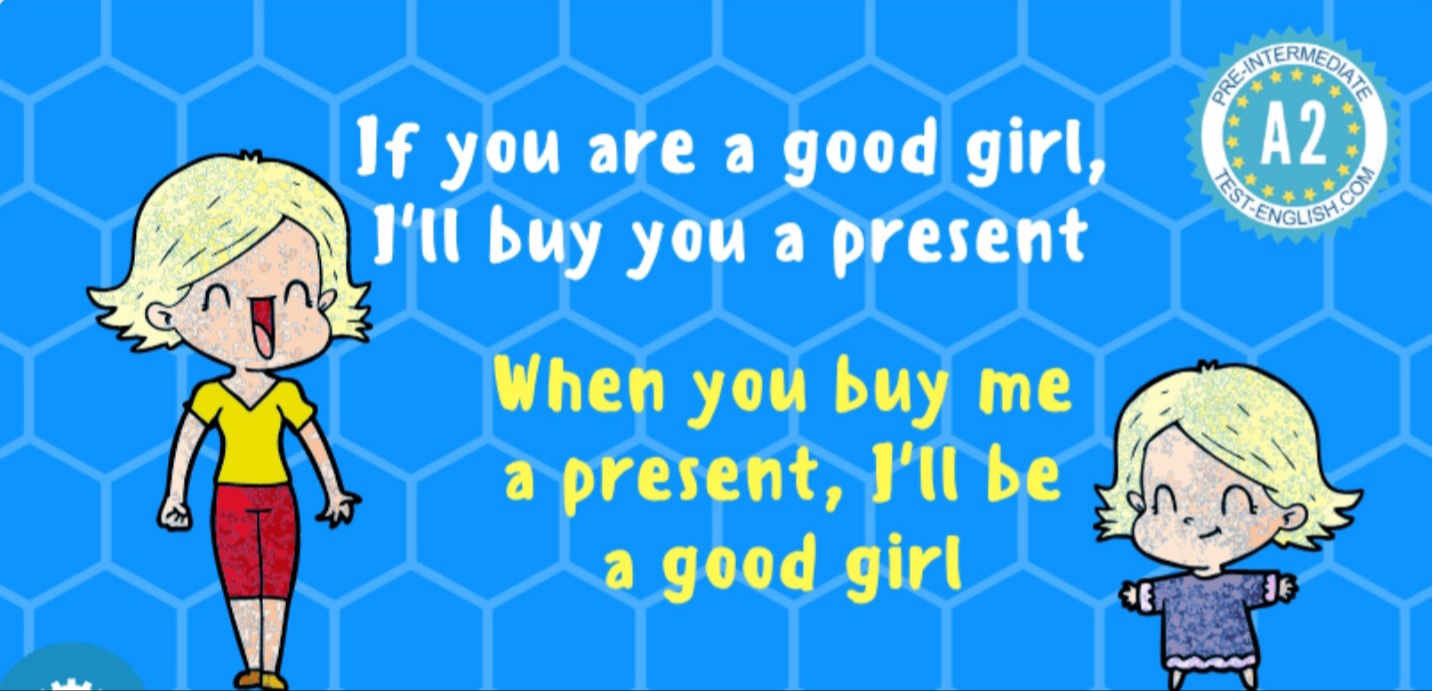 If you are a good girl,
I'll buy you a present
When you buy me
a present, I'll be
a good girl
PRE-INTERMEDIATE
A2
TEST-ENGLISH.COM